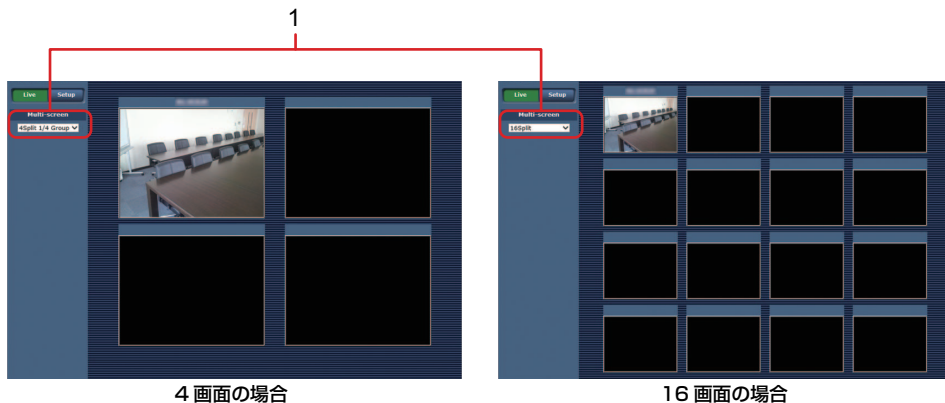 1
Live Setup
Multi-screen
4Split 1/4 Group
Live Setup
Multi-screen
16Split
4 画面の場合
16 画面の場合